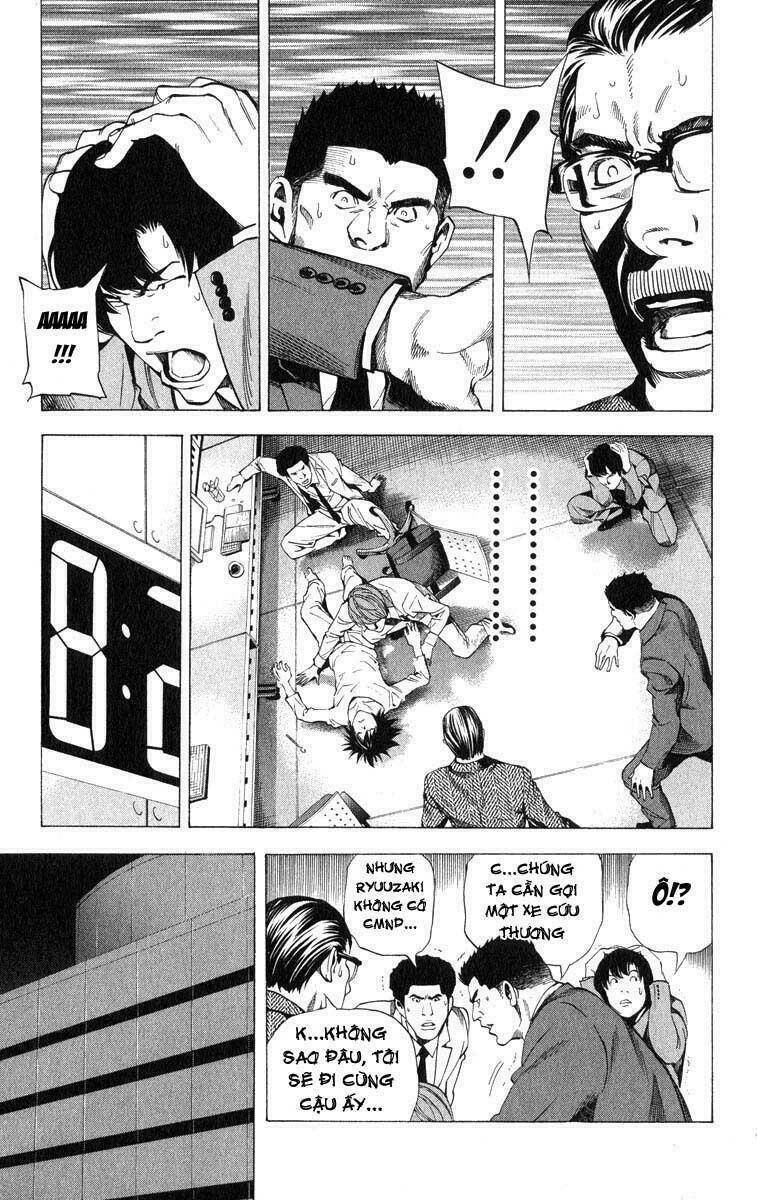 !!
AAAAA
!!!
8:
Ô!?
C...CHÚNG
TA CẦN GỌI
MỘT XE CỨU
THƯƠNG
NHƯNG
RYUUZAKI
KHÔNG CÓ
CMND...
K...KHÔNG
SAO ĐÂU, TÔI
SẼ ĐI CÙNG
CẬU ẤY...